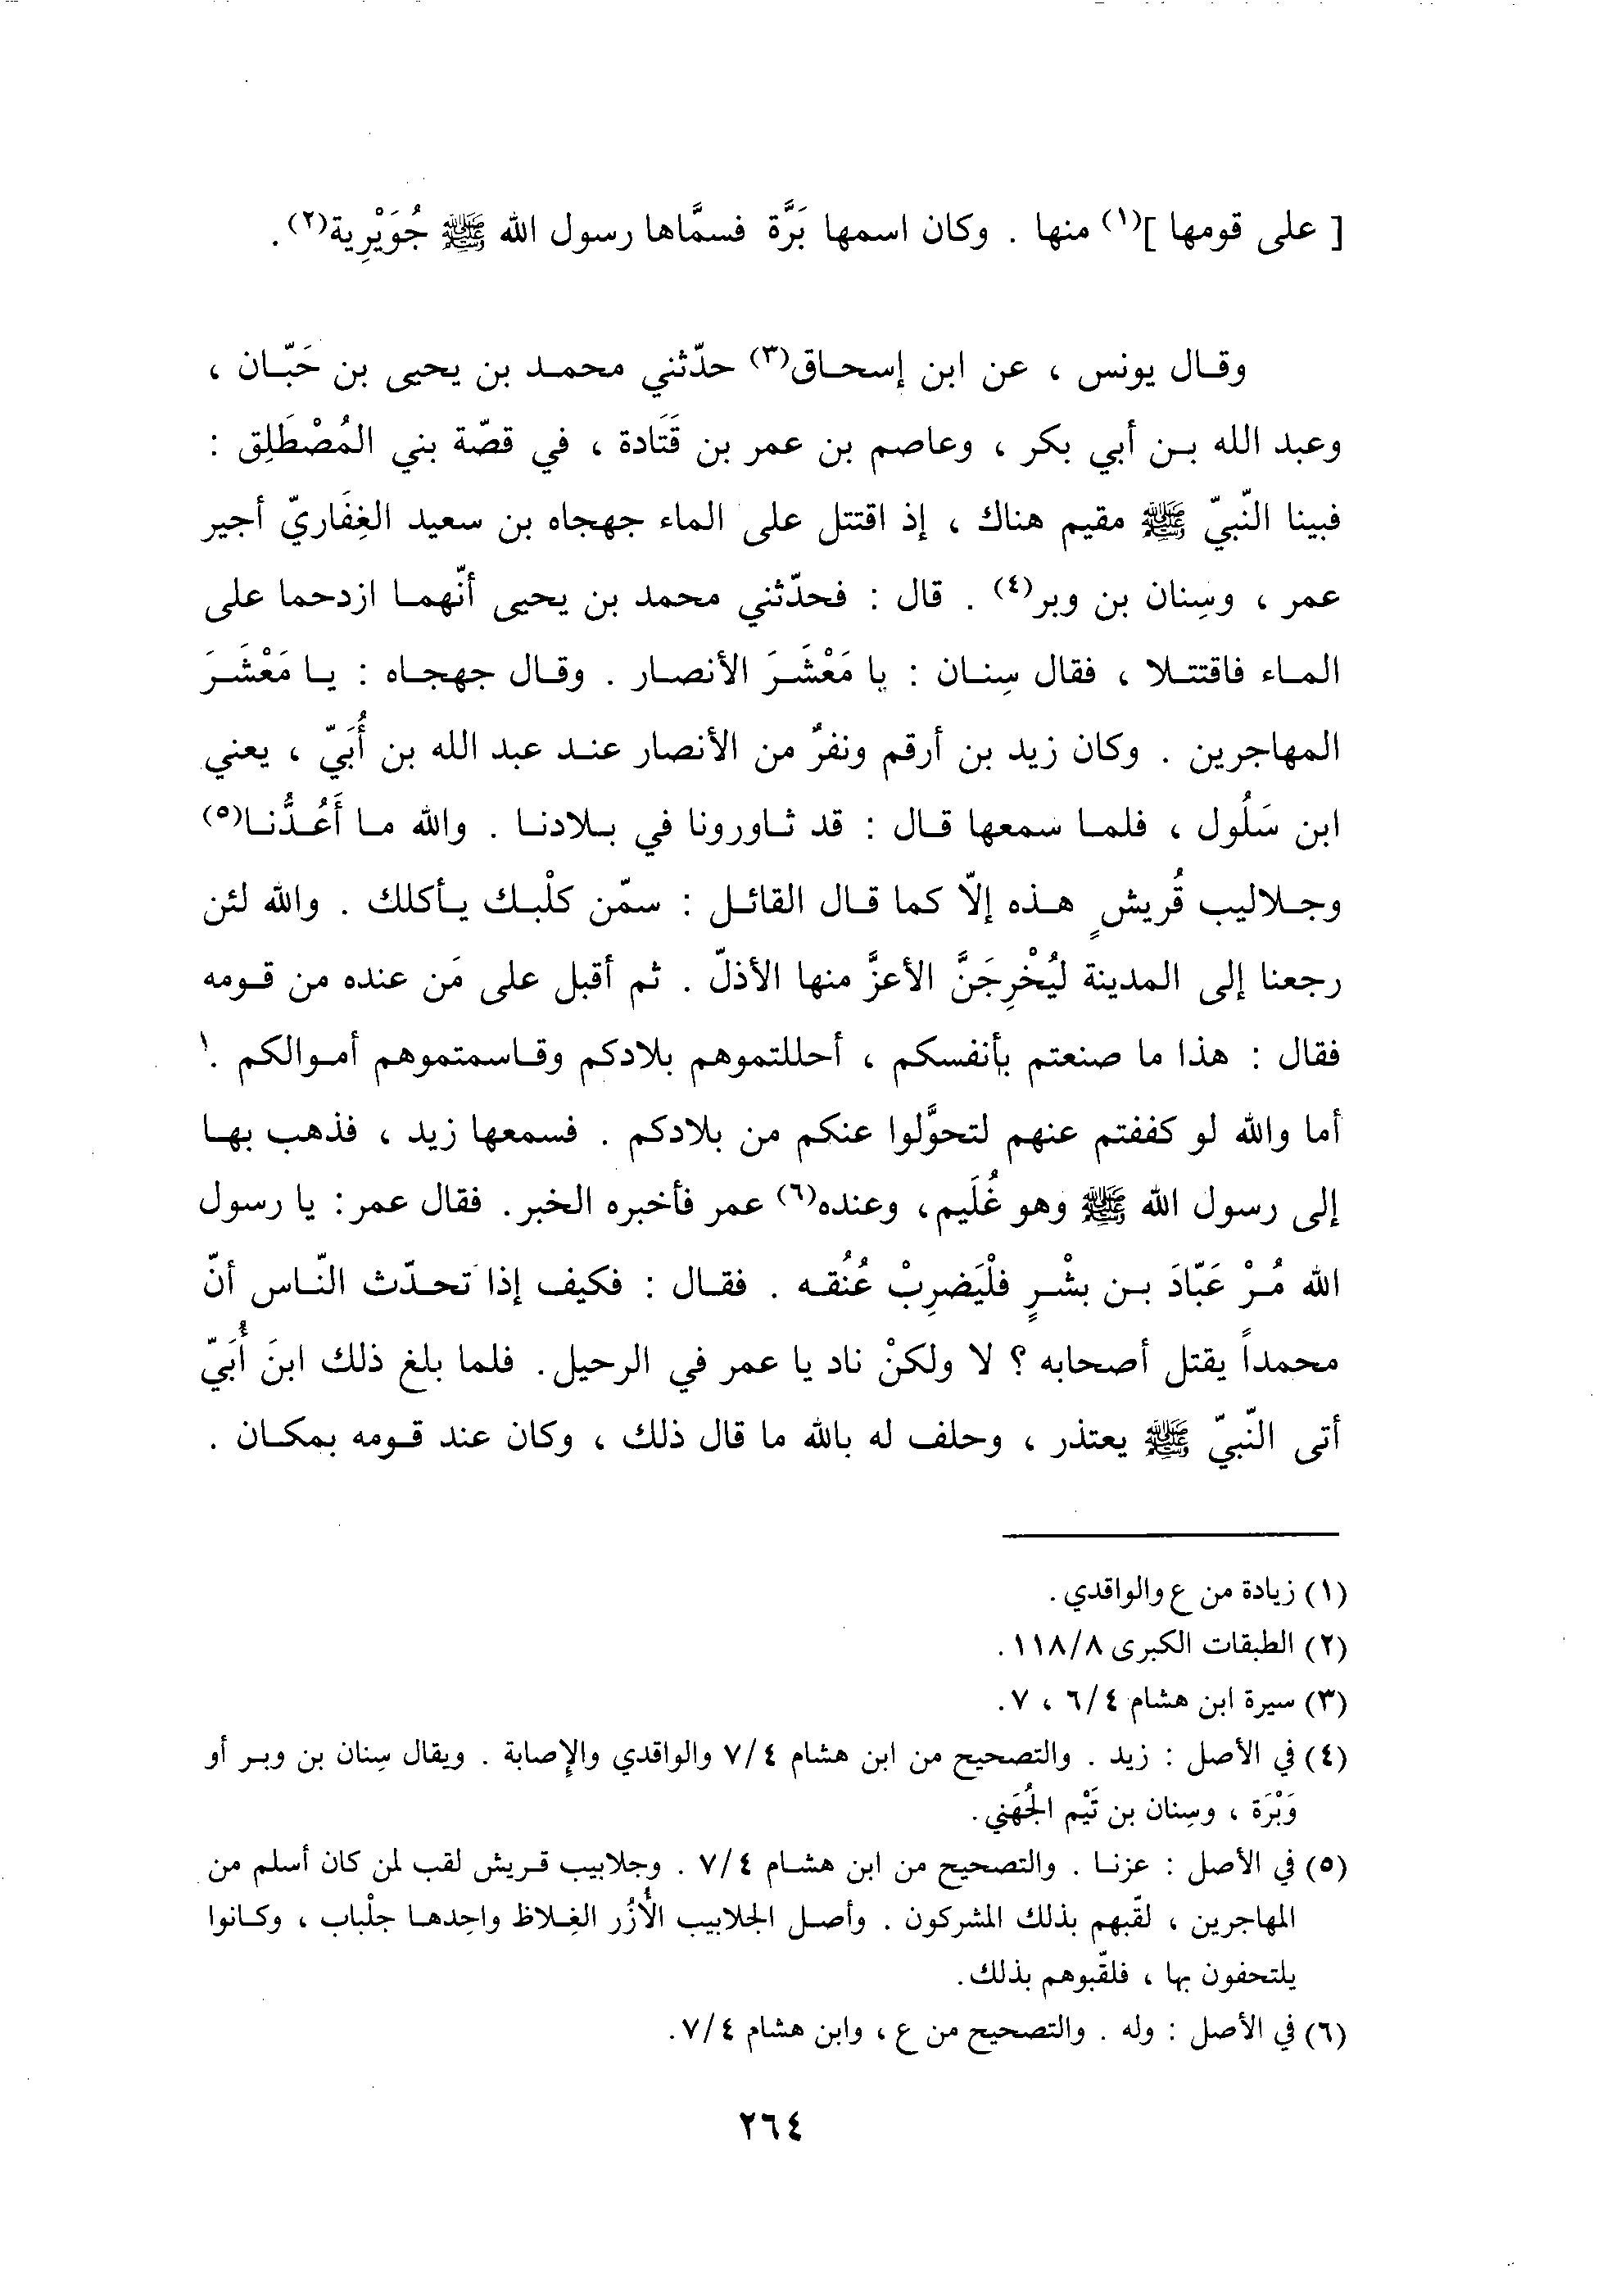 [ على قومها ](١) منها . وكان اسمها بَرَّة فسمَّاها رسول الله ﷺ جُوَيْرِية(٢).
وقال يونس ، عن ابن إسحاق(٣) حدّثني محمد بن يحيى بن حَبّان ،
وعبد الله بن أبي بكر ، وعاصم بن عمر بن قَتَادة ، في قصّة بني المُصْطَلِق :
فبينا النّبيّ ﷺ مقيم هناك ، إذ اقتتل على الماء جهجاه بن سعيد الغِفَاريّ أجير
عمر ، وسِنان بن وبر(٤) . قال : فحدّثني محمد بن يحيى أنّهما ازدحما على
الماء فاقتتلا ، فقال سِنان : يا مَعْشَرَ الأنصار . وقال جهجاه : يا مَعْشَرَ
المهاجرين . وكان زيد بن أرقم ونفرٌ من الأنصار عند عبد الله بن أُبَيّ ، يعني
ابن سَلُول ، فلما سمعها قال : قد ثاورونا في بلادنا . والله ما أَعُدُّنا(٥)
وجلاليب قُريشٍ هذه إلّا كما قال القائل : سمّن كلْبك يأكلك . والله لئن
رجعنا إلى المدينة ليُخْرِجَنَّ الأعزَّ منها الأذلّ . ثم أقبل على مَن عنده من قومه
فقال : هذا ما صنعتم بأنفسكم ، أحللتموهم بلادكم وقاسمتموهم أموالكم .
أما والله لو كففتم عنهم لتحوَّلوا عنكم من بلادكم . فسمعها زيد ، فذهب بها
إلى رسول الله ﷺ وهو غُلَيم، وعنده(٦) عمر فأخبره الخبر. فقال عمر: يا رسول
الله مُرْ عَبّادَ بن بشْرٍ فلْيَضرِبْ عُنُقه . فقال : فكيف إذا تحدّث النّاس أنّ
محمداً يقتل أصحابه ؟ لا ولكنْ ناد يا عمر في الرحيل. فلما بلغ ذلك ابنَ أُبَيّ
أتى النّبيّ ﷺ يعتذر ، وحلف له بالله ما قال ذلك ، وكان عند قومه بمكان .
(١) زيادة من ع والواقدي.
(٢) الطبقات الكبرى ١١٨/٨.
(٣) سيرة ابن هشام ٦/٤ ، ٧.
(٤) في الأصل : زيد . والتصحيح من ابن هشام ٧/٤ والواقدي والإصابة . ويقال سِنان بن وبر أو
وَبْرَة ، وسِنان بن تَيْم الجُهَني.
(٥) في الأصل : عزنا . والتصحيح من ابن هشام ٧/٤ . وجلابيب قريش لقب لمن كان أسلم من
المهاجرين ، لقّبهم بذلك المشركون . وأصل الجلابيب الأُزُر الغِلاظ واحِدها جلْباب ، وكانوا
يلتحفون بها ، فلقّبوهم بذلك.
(٦) في الأصل : وله . والتصحيح من ع ، وابن هشام ٧/٤.
٢٦٤